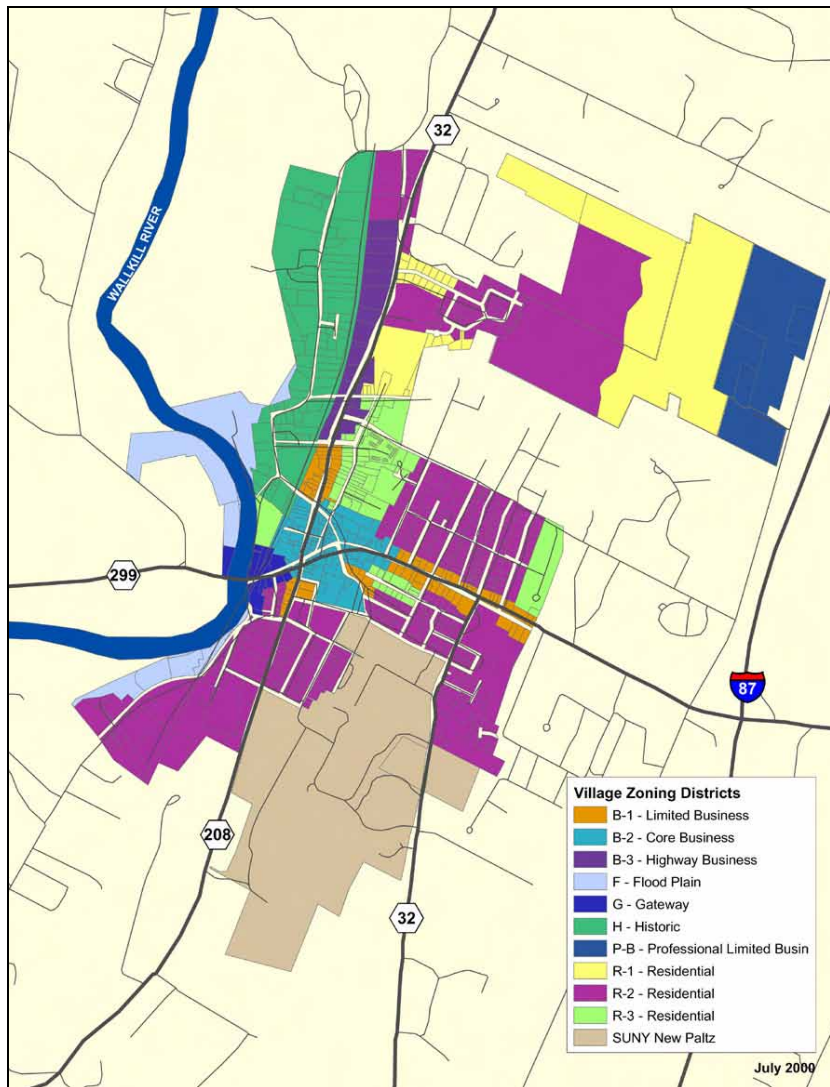 32
WALLKILL RIVER
299
87
208
32
Village Zoning Districts
B-1 - Limited Business
B-2 - Core Business
B-3 - Highway Business
F - Flood Plain
G - Gateway
H - Historic
P-B - Professional Limited Busin
R-1 - Residential
R-2 - Residential
R-3 - Residential
SUNY New Paltz
July 2000